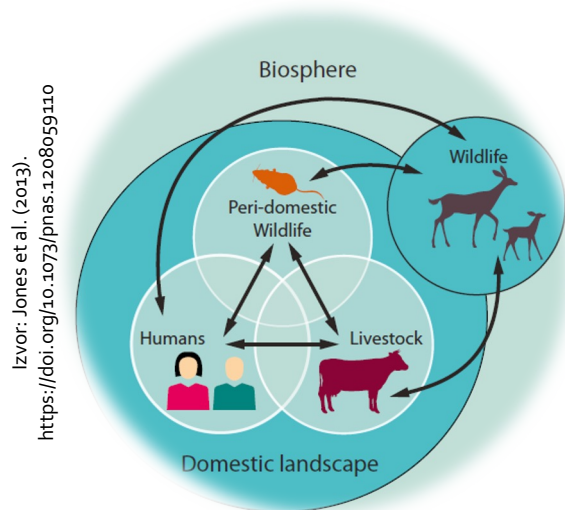 Izvor: Jones et al. (2013).
https://doi.org/10.1073/pnas.1208059110
Biosphere
Wildlife
Peri-domestic
Wildlife
Humans
Livestock
Domestic landscape